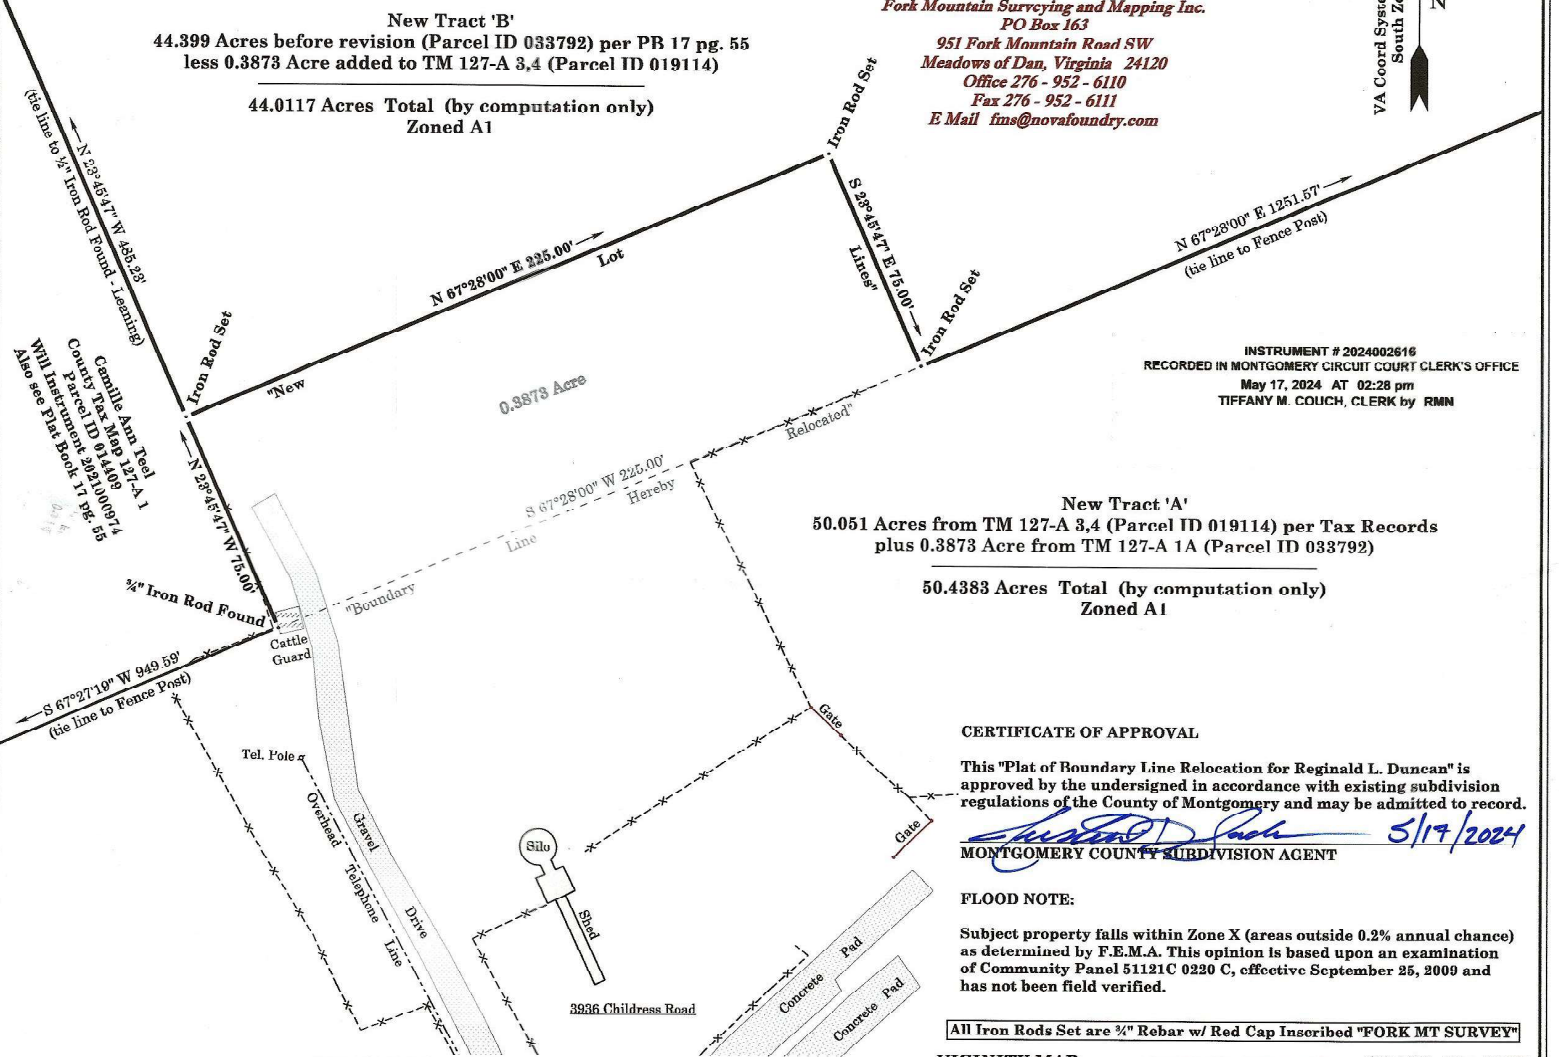 New Tract 'B'
44.399 Acres before revision (Parcel ID 033792) per PB 17 pg. 55
less 0.3873 Acre added to TM 127-A 3,4 (Parcel ID 019114)
44.0117 Acres Total (by computation only)
Zoned A1
Fork Mountain Surveying and Mapping Inc.
PO Box 163
951 Fork Mountain Road SW
Meadows of Dan, Virginia 24120
Office 276 - 952 - 6110
Fax 276 - 952 - 6111
E Mail fms@novafoundry.com
VA Coord
South
N
N 23°45'47" W 485.23'
(tie line to ½" Iron Rod Found - Leaning)
Iron Rod Set
N 67°28'00" E 225.00'
"New
Lot
Lines"
Iron Rod Set
S 23°45'47" E 75.00'
Iron Rod Set
N 67°28'00" E 1251.57'
(tie line to Fence Post)
INSTRUMENT # 2024002616
RECORDED IN MONTGOMERY CIRCUIT COURT CLERK'S OFFICE
May 17, 2024 AT 02:28 pm
TIFFANY M. COUCH, CLERK by RMN
Camille Ann Teel
County Tax Map 127-A 1
Parcel ID 014409
Will Instrument 2021000974
Also see Plat Book 17 pg. 55
N 23°45'47" W 75.00'
0.3873 Acre
S 67°28'00" W 225.00'
"Boundary
Line
Hereby
Relocated"
¾" Iron Rod Found
Cattle
Guard
S 67°27'19" W 949.59'
(tie line to Fence Post)
New Tract 'A'
50.051 Acres from TM 127-A 3,4 (Parcel ID 019114) per Tax Records
plus 0.3873 Acre from TM 127-A 1A (Parcel ID 033792)
50.4383 Acres Total (by computation only)
Zoned A1
Tel. Pole
Overhead
Telephone
Line
Gravel
Drive
Silo
Shed
Gate
Gate
Concrete Pad
Concrete Pad
3936 Childress Road
CERTIFICATE OF APPROVAL
This "Plat of Boundary Line Relocation for Reginald L. Duncan" is
approved by the undersigned in accordance with existing subdivision
regulations of the County of Montgomery and may be admitted to record.
5/17/2024
MONTGOMERY COUNTY SUBDIVISION AGENT
FLOOD NOTE:
Subject property falls within Zone X (areas outside 0.2% annual chance)
as determined by F.E.M.A. This opinion is based upon an examination
of Community Panel 51121C 0220 C, effective September 25, 2009 and
has not been field verified.
All Iron Rods Set are ¾" Rebar w/ Red Cap Inscribed "FORK MT SURVEY"
VICINITY MAP